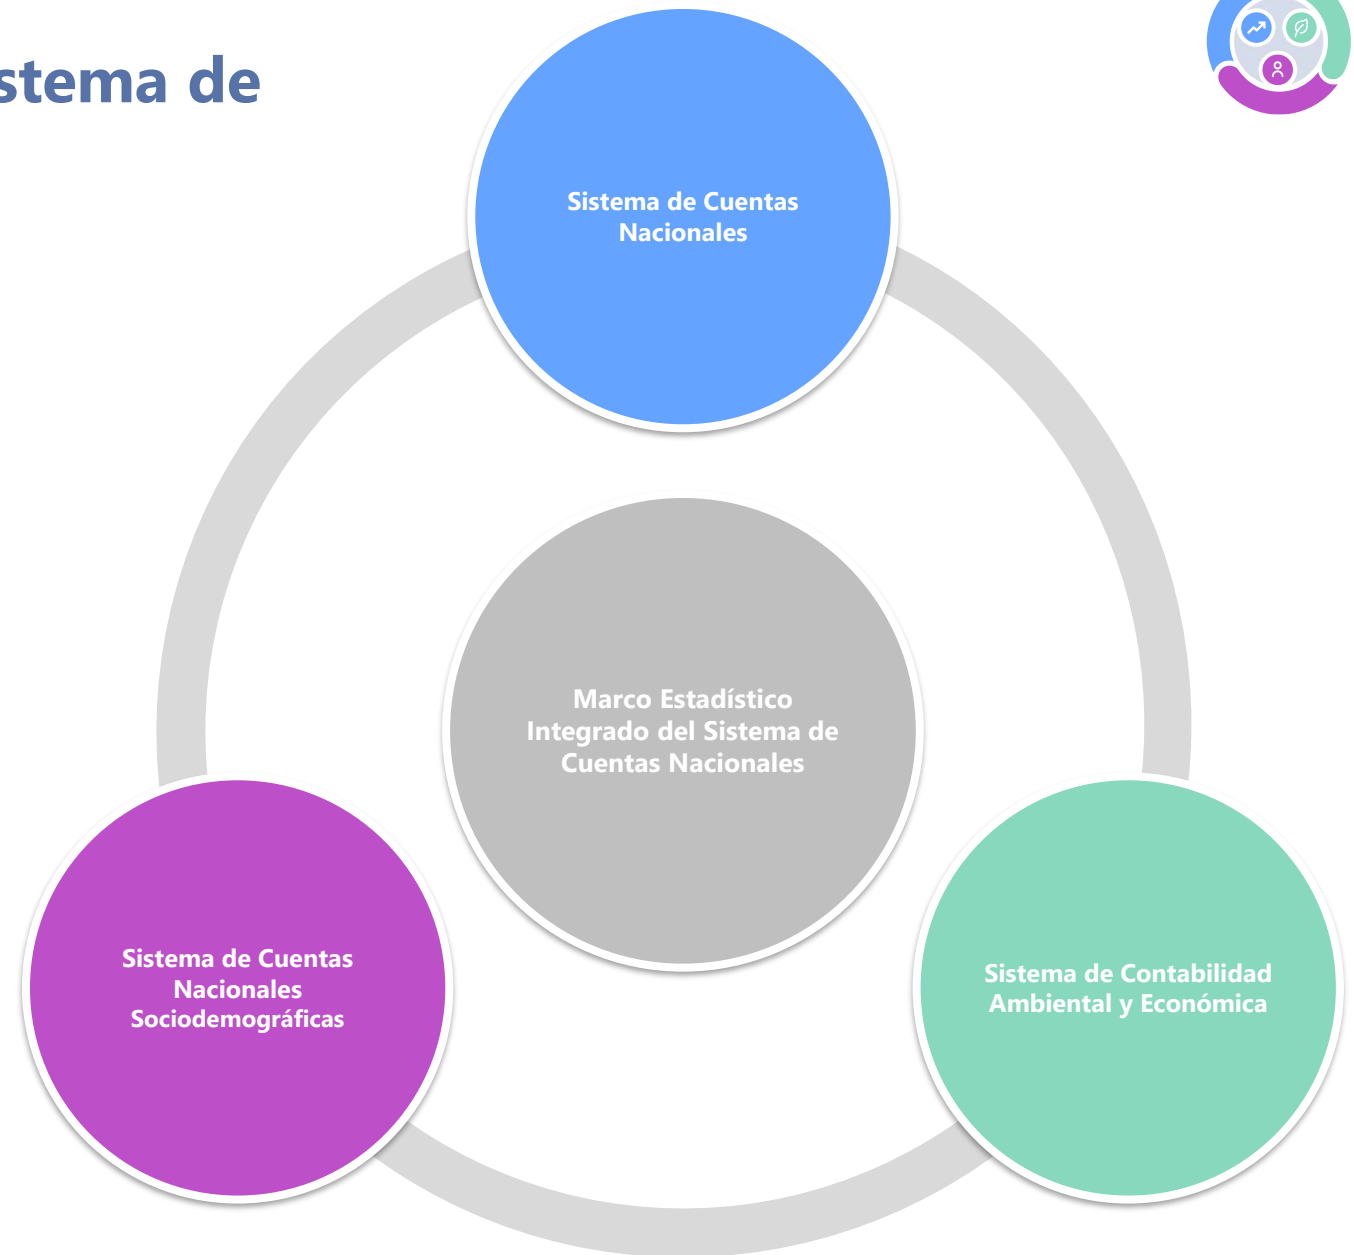 stema de
Sistema de Cuentas
Nacionales
Marco Estadístico
Integrado del Sistema de
Cuentas Nacionales
Sistema de Cuentas
Nacionales
Sociodemográficas
Sistema de Contabilidad
Ambiental y Económica